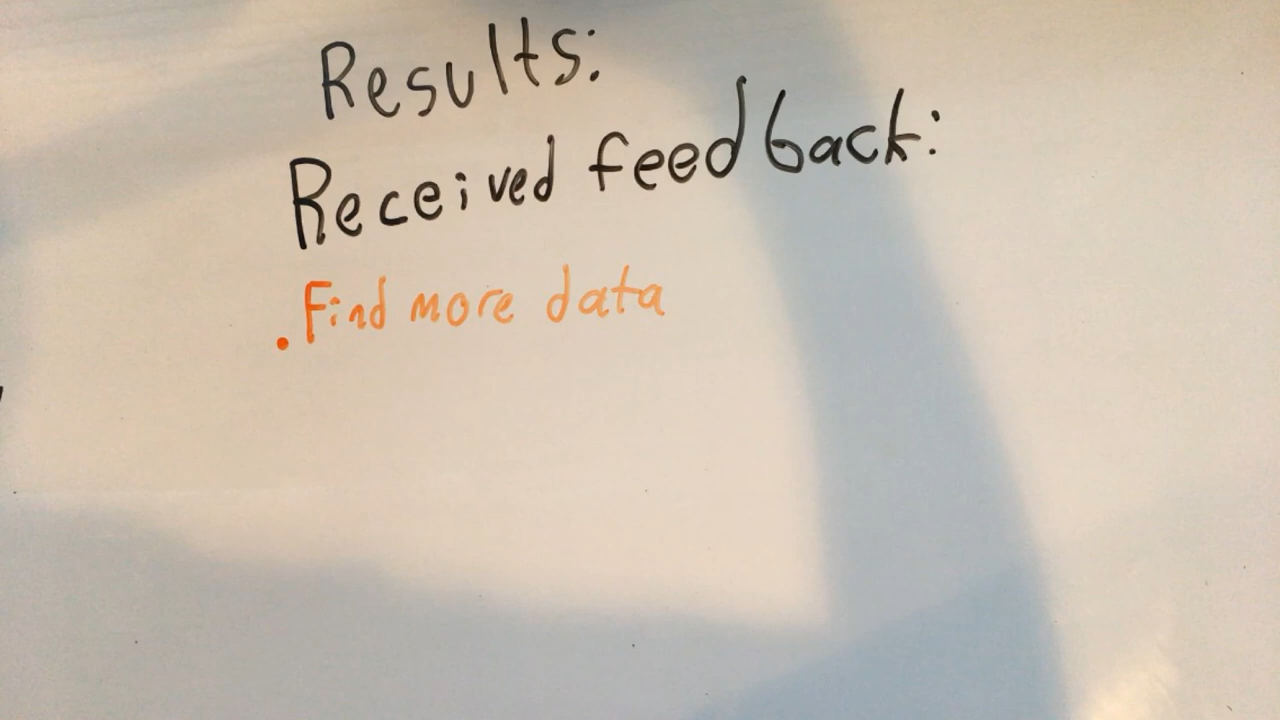 Results:
Received feedback:
. Find more data